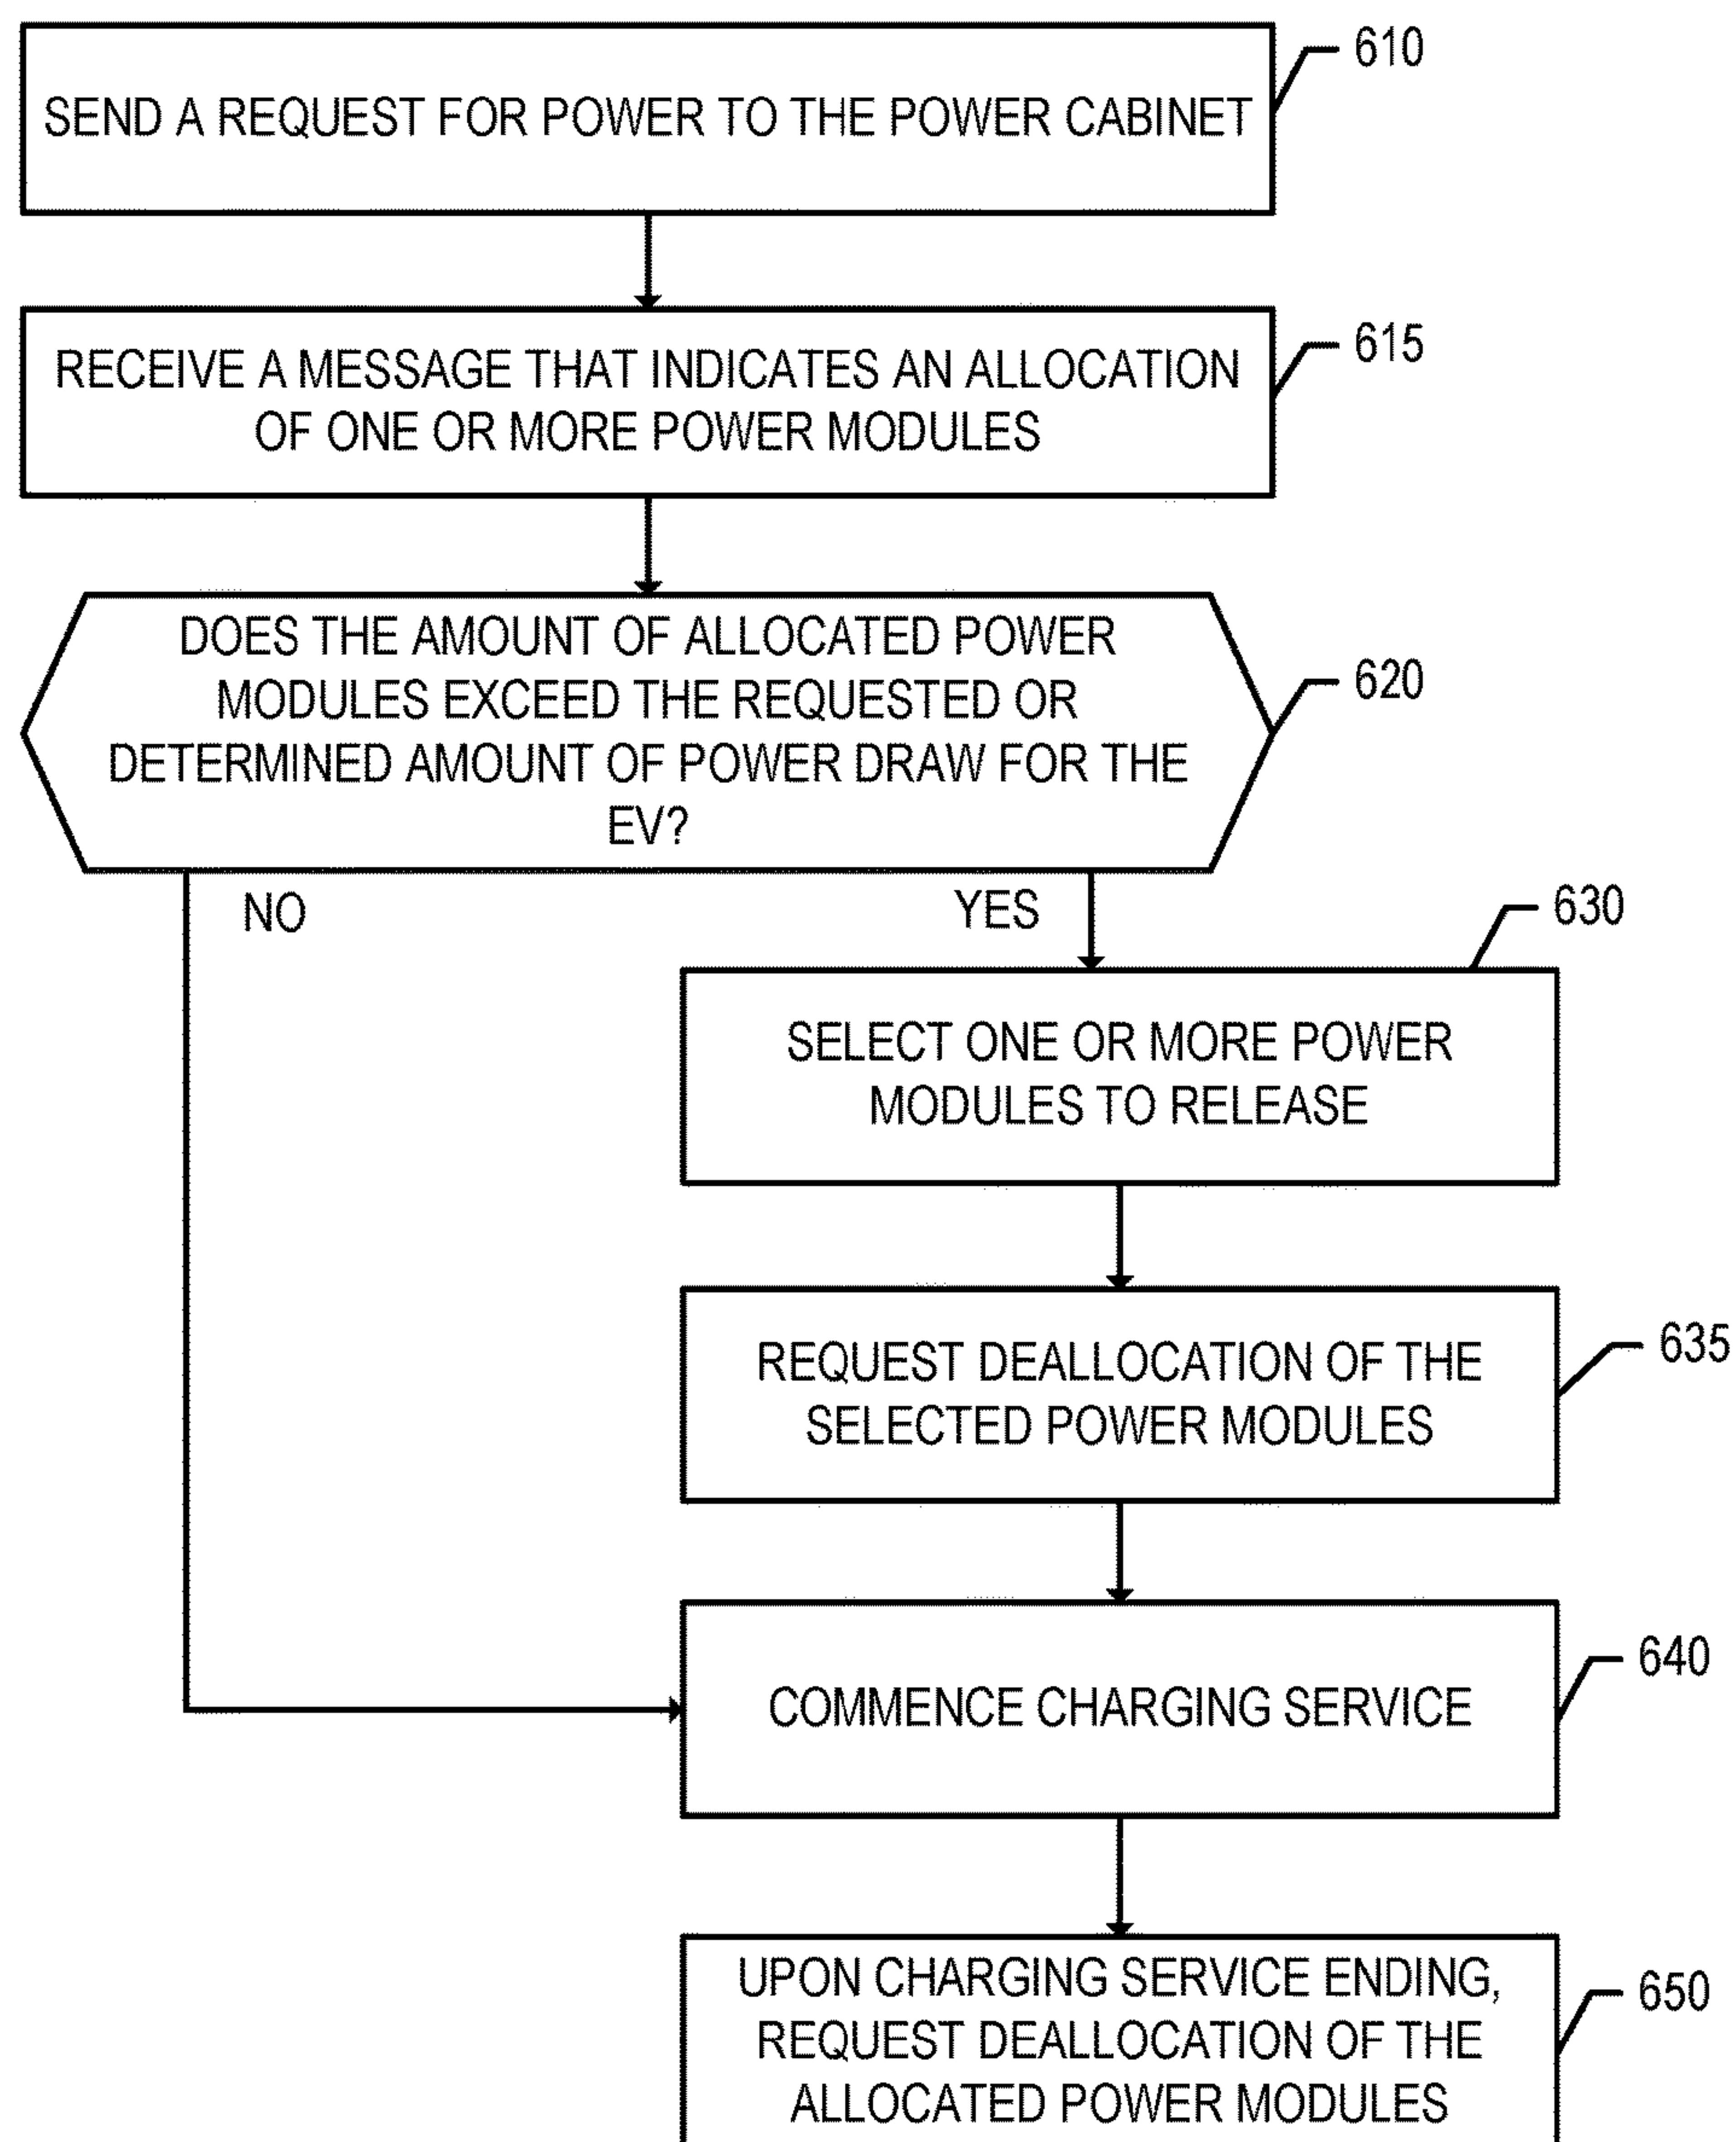 610
SEND A REQUEST FOR POWER TO THE POWER CABINET
615
RECEIVE A MESSAGE THAT INDICATES AN ALLOCATION
OF ONE OR MORE POWER MODULES
620
DOES THE AMOUNT OF ALLOCATED POWER
MODULES EXCEED THE REQUESTED OR
DETERMINED AMOUNT OF POWER DRAW FOR THE
EV?
NO
YES
630
SELECT ONE OR MORE POWER
MODULES TO RELEASE
635
REQUEST DEALLOCATION OF THE
SELECTED POWER MODULES
640
COMMENCE CHARGING SERVICE
650
UPON CHARGING SERVICE ENDING,
REQUEST DEALLOCATION OF THE
ALLOCATED POWER MODULES